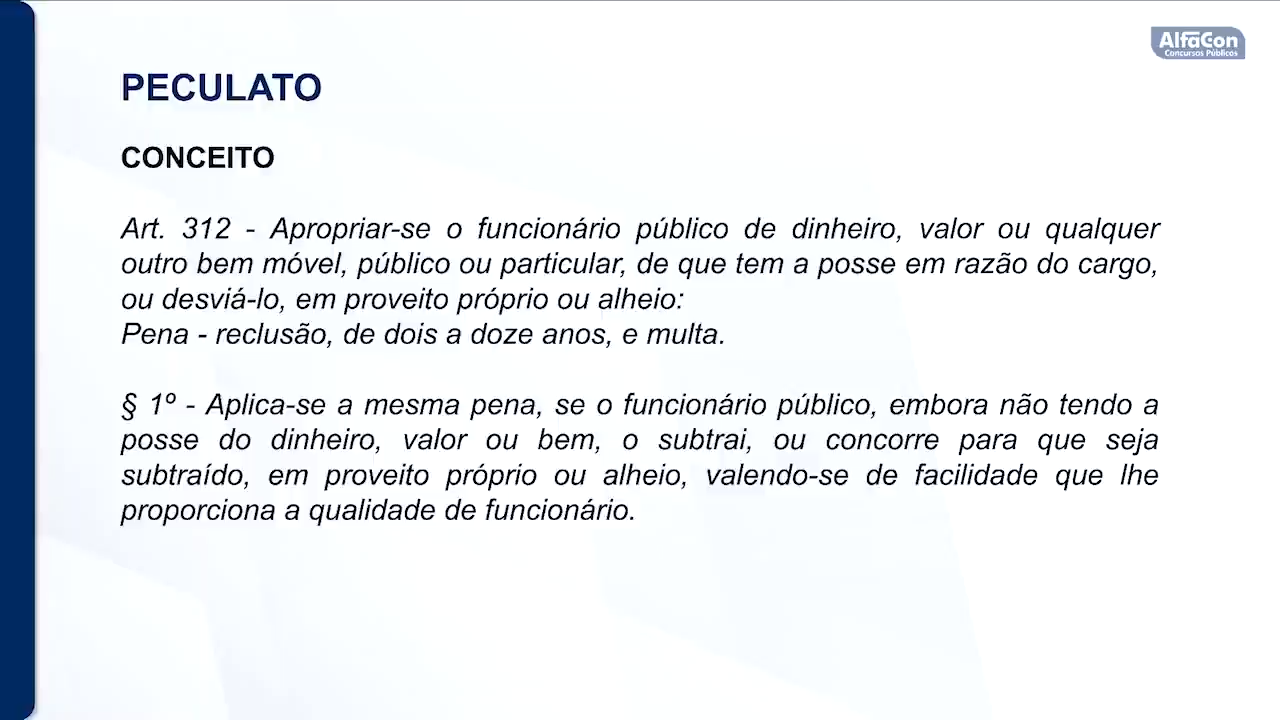 AlfaCon
Concursos Públicos
PECULATO
CONCEITO
Art. 312 - Apropriar-se o funcionário público de dinheiro, valor ou qualquer
outro bem móvel, público ou particular, de que tem a posse em razão do cargo,
ou desviá-lo, em proveito próprio ou alheio:
Pena - reclusão, de dois a doze anos, e multa.
§ 1º - Aplica-se a mesma pena, se o funcionário público, embora não tendo a
posse do dinheiro, valor ou bem, o subtrai, ou concorre para que seja
subtraído, em proveito próprio ou alheio, valendo-se de facilidade que lhe
proporciona a qualidade de funcionário.